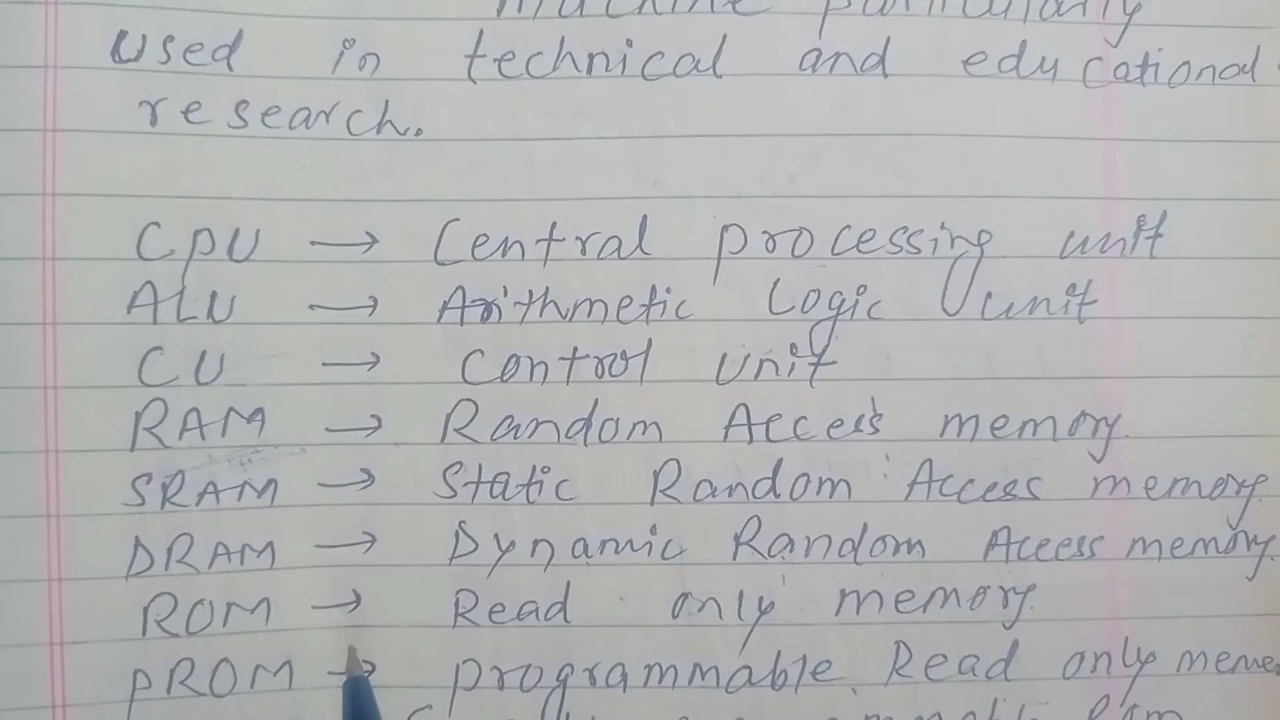 machine particularly
used in technical and educational
research.
CPU → Central processing unit
ALU → Arithmetic Logic unit
CU → Control unit
RAM → Random Access memory
SRAM → Static Random Access memory
DRAM → Dynamic Random Access memory
ROM → Read only memory
PROM → programmable Read only